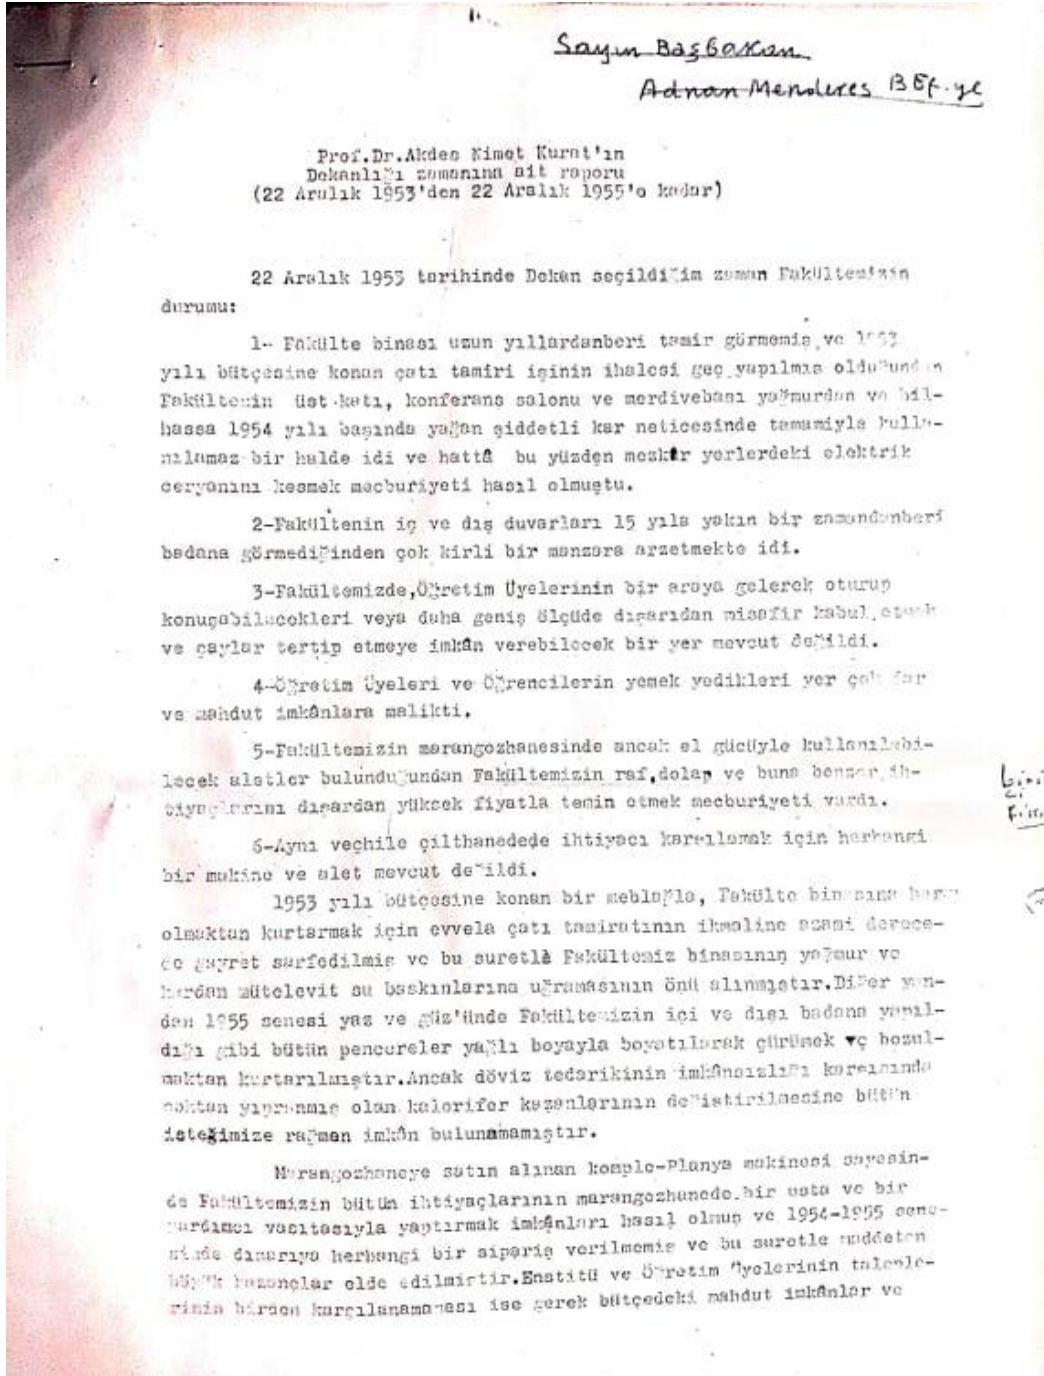 Sayın Başbakan
Adnan Menderes BEf.ye
Prof.Dr.Akdes Nimet Kurat'ın
Dekanlığı zamanına ait raporu
(22 Aralık 1953'den 22 Aralık 1955'e kadar)
22 Aralık 1953 tarihinde Dekan seçildiğim zaman Fakültemizin
durumu:
1- Fakülte binası uzun yıllardanberi tamir görmemiş ve 1953
yılı bütçesine konan çatı tamiri işinin ihalesi geç yapılmış olduğundan
Fakültemin üst katı, konferans salonu ve merdivebası yağmurdan ve bil-
hassa 1954 yılı başında yağan şiddetli kar neticesinde tamamiyle kulla-
nılamaz bir halde idi ve hattâ bu yüzden mezkûr yerlerdeki elektrik
ceryanını kesmek mecburiyeti hasıl olmuştu.
2-Fakültenin iç ve dış duvarları 15 yıla yakın bir zamandanberi
badana görmediğinden çok kirli bir manzara arzetmekte idi.
3-Fakültemizde,Öğretim Üyelerinin bir araya gelerek oturup
konuşabilecekleri veya daha geniş ölçüde dışarıdan misafir kabul etmek
ve çaylar tertip etmeye imkân verebilecek bir yer mevcut değildi.
4-Öğretim Üyeleri ve Öğrencilerin yemek yedikleri yer çok dar
ve mahdut imkânlara malikti.
5-Fakültemizin marangozhanesinde ancak el gücüyle kullanılabi-
lecek aletler bulunduğundan Fakültemizin raf,dolap ve buna benzer ih-
tiyaçlarını dışardan yüksek fiyatla temin etmek mecburiyeti vardı.
6-Aynı veçhile çilthanedede ihtiyacı karşılamak için herhangi
bir makine ve alet mevcut değildi.
1953 yılı bütçesine konan bir meblağla, Fakülte binasına
olmaktan kurtarmak için evvela çatı tamiratının ikmaline azami derece-
de gayret sarfedilmiş ve bu suretle Fakültemiz binasının yağmur ve
kardan mütelevit su baskınlarına uğramasının önü alınmıştır.Diğer yan-
dan 1955 senesi yaz ve güz'ünde Fakültemizin içi ve dışı badana yapıl-
dığı gibi bütün pencereler yağlı boyayla boyatılarak çürümek ve bozul-
maktan kurtarılmıştır.Ancak döviz tedarikinin imkânsızlığı karşısında
çoktan yıpranmış olan kalorifer kazanlarının değiştirilmesine bütün
isteğimize rağmen imkân bulunamamıştır.
Marangozhaneye satın alınan komple-Planya makinesi sayesin-
de Fakültemizin bütün ihtiyaçlarının marangozhanede bir usta ve bir
yardımcı vasıtasıyla yaptırmak imkânları hasıl olmuş ve 1954-1955 sene-
sinde dışarıya herhangi bir sipariş verilmemiş ve bu suretle maddeten
büyük kazançlar elde edilmiştir.Enstitü ve Öğretim Üyelerinin taleple-
rinin birden karşılanamaması ise gerek bütçedeki mahdut imkânlar ve